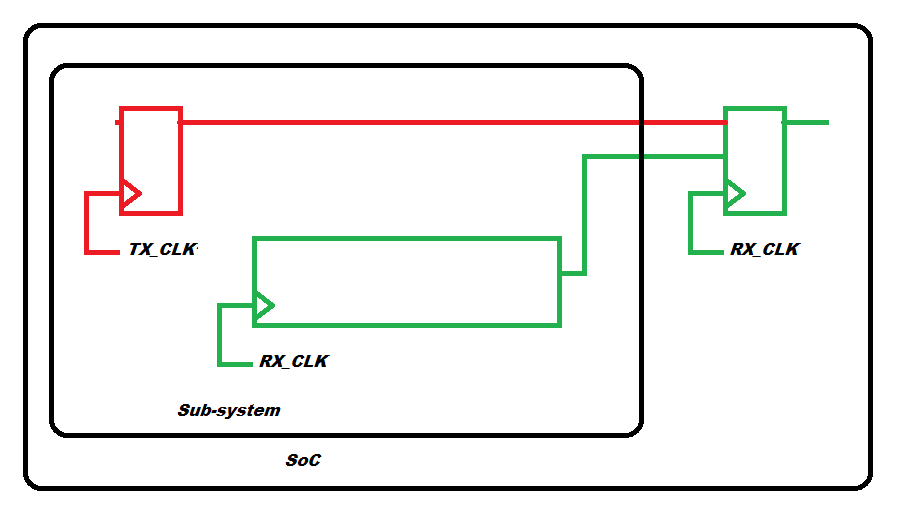 TX_CLK
RX_CLK
RX_CLK
Sub-system
SoC